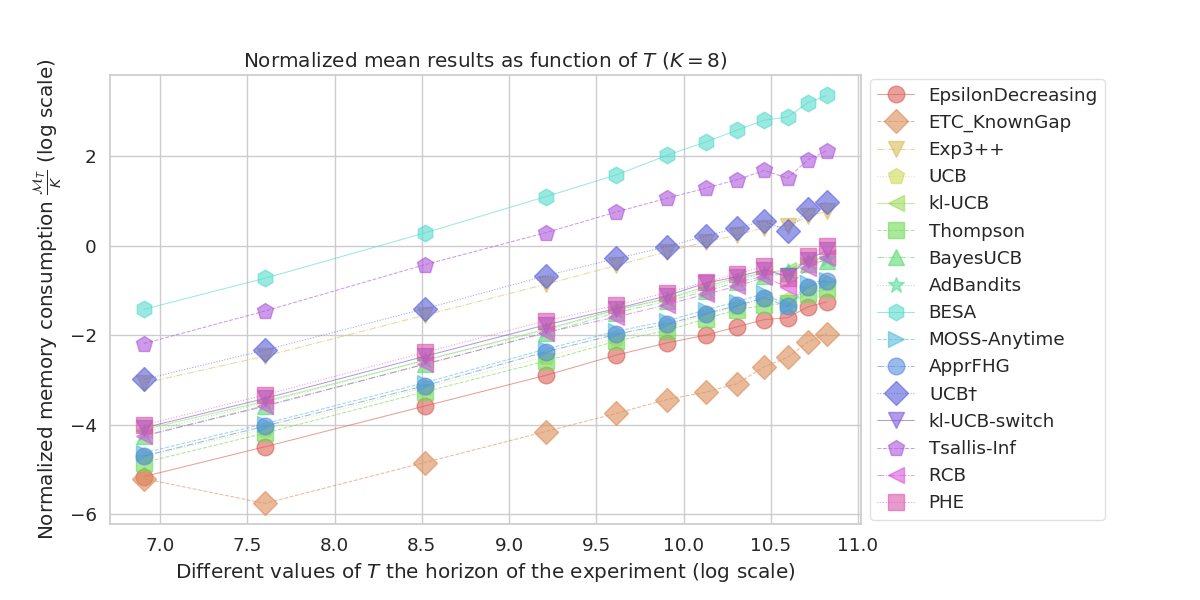 Normalized mean results as function of T (K = 8)
Normalized memory consumption M_T/K (log scale)
2
0
−2
−4
−6
7.0 7.5 8.0 8.5 9.0 9.5 10.0 10.5 11.0
Different values of T the horizon of the experiment (log scale)
EpsilonDecreasing
ETC_KnownGap
Exp3++
UCB
kl-UCB
Thompson
BayesUCB
AdBandits
BESA
MOSS-Anytime
ApprFHG
UCB†
kl-UCB-switch
Tsallis-Inf
RCB
PHE